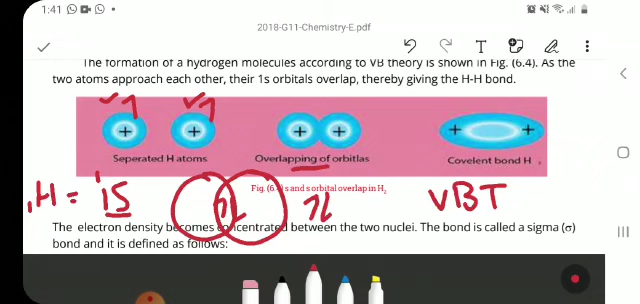 1:41
2018-G11-Chemistry-E.pdf
T
The formation of a hydrogen molecules according to VB theory is shown in Fig. (6.4). As the
two atoms approach each other, their 1s orbitals overlap, thereby giving the H-H bond.
Seperated H atoms Overlapping of orbitlas Covelent bond H
Fig. (6.4) s and s orbital overlap in H2
₁H = 1S VBT
The electron density becomes concentrated between the two nuclei. The bond is called a sigma (σ)
bond and it is defined as follows: